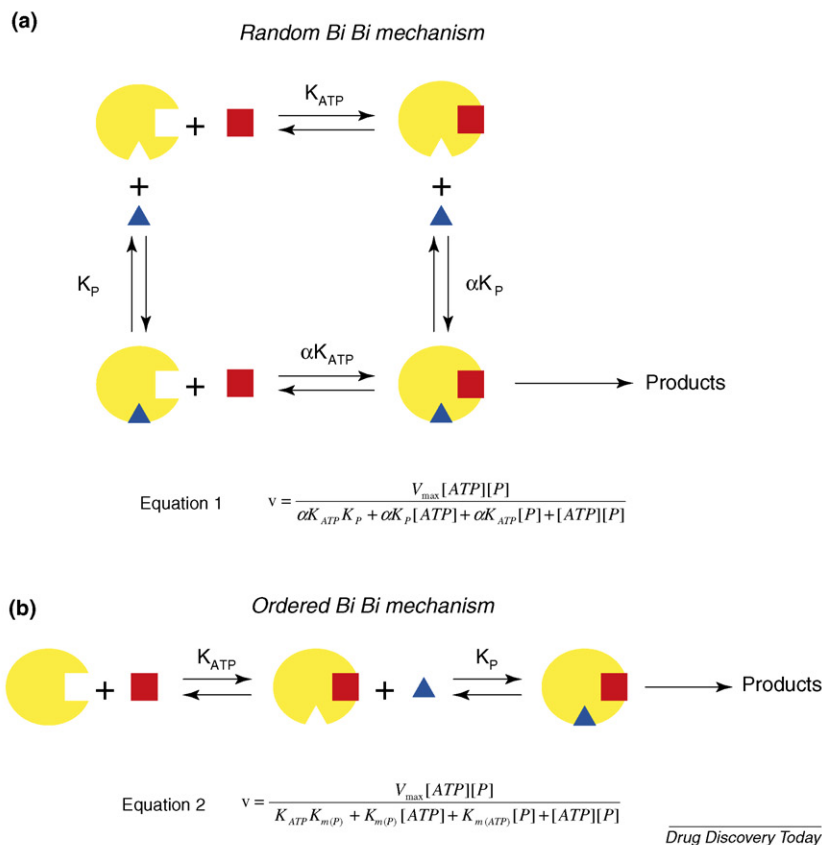 (a)
Random Bi Bi mechanism
K_ATP
+
+ +
K_P αK_P
αK_ATP
+
Products
Equation 1 v = V_max[ATP][P] / αK_ATP K_P + αK_P[ATP] + αK_ATP[P] + [ATP][P]
(b)
Ordered Bi Bi mechanism
K_ATP K_P
+ + Products
Equation 2 v = V_max[ATP][P] / K_ATP K_m(P) + K_m(P)[ATP] + K_m(ATP)[P] + [ATP][P]
Drug Discovery Today